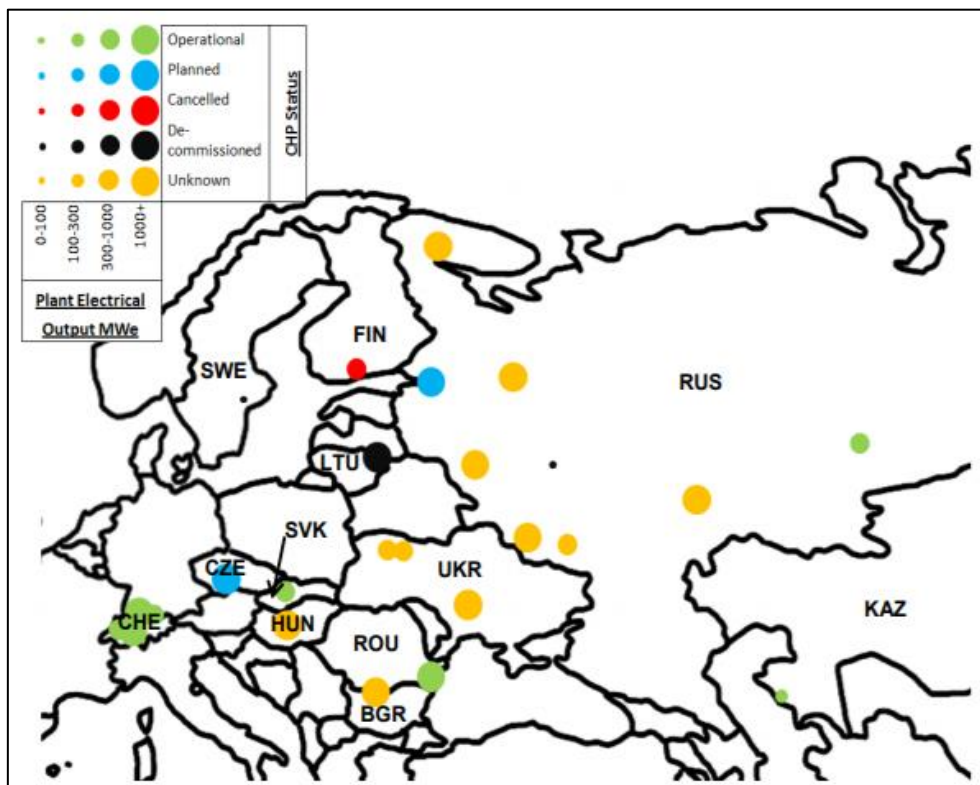 Operational
Planned
Cancelled
De-
commissioned
Unknown
CHP Status
0-100
100-300
300-1000
1000+
Plant Electrical
Output MWe
FIN
SWE
RUS
LTU
SVK
CZE
UKR
CHE
HUN
KAZ
ROU
BGR